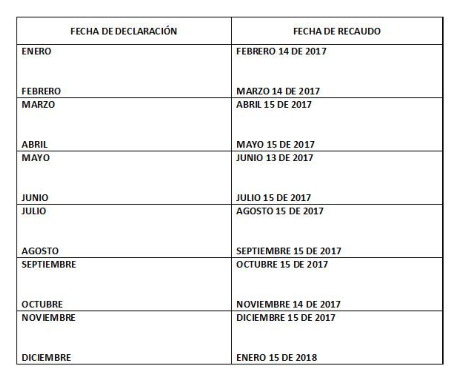 FECHA DE DECLARACIÓN FECHA DE RECAUDO
ENERO FEBRERO 14 DE 2017
FEBRERO MARZO 14 DE 2017
MARZO ABRIL 15 DE 2017
ABRIL MAYO 15 DE 2017
MAYO JUNIO 13 DE 2017
JUNIO JULIO 15 DE 2017
JULIO AGOSTO 15 DE 2017
AGOSTO SEPTIEMBRE 15 DE 2017
SEPTIEMBRE OCTUBRE 15 DE 2017
OCTUBRE NOVIEMBRE 14 DE 2017
NOVIEMBRE DICIEMBRE 15 DE 2017
DICIEMBRE ENERO 15 DE 2018